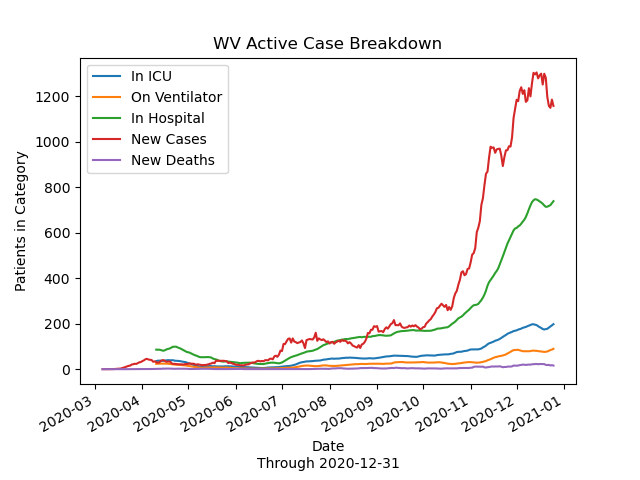 WV Active Case Breakdown
In ICU
On Ventilator
In Hospital
New Cases
New Deaths
Patients in Category
1200
1000
800
600
400
200
0
2020-03
2020-04
2020-05
2020-06
2020-07
2020-08
2020-09
2020-10
2020-11
2020-12
2021-01
Date
Through 2020-12-31